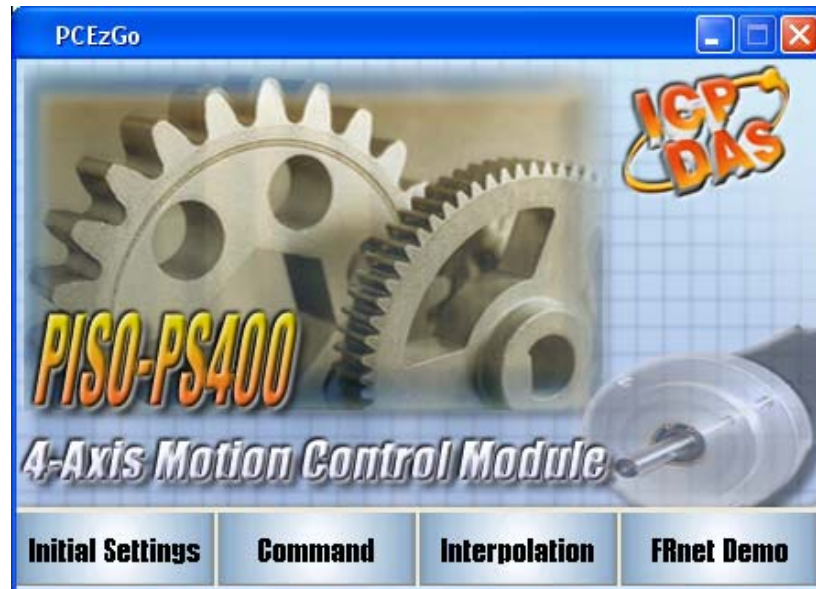 PCEzGo
ICP
DAS
PISO-PS400
4-Axis Motion Control Module
Initial Settings
Command
Interpolation
FRnet Demo